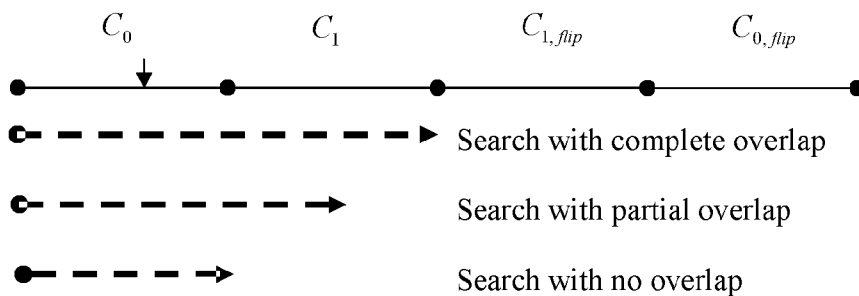 C₀ C₁ C₁,flip C₀,flip
Search with complete overlap
Search with partial overlap
Search with no overlap